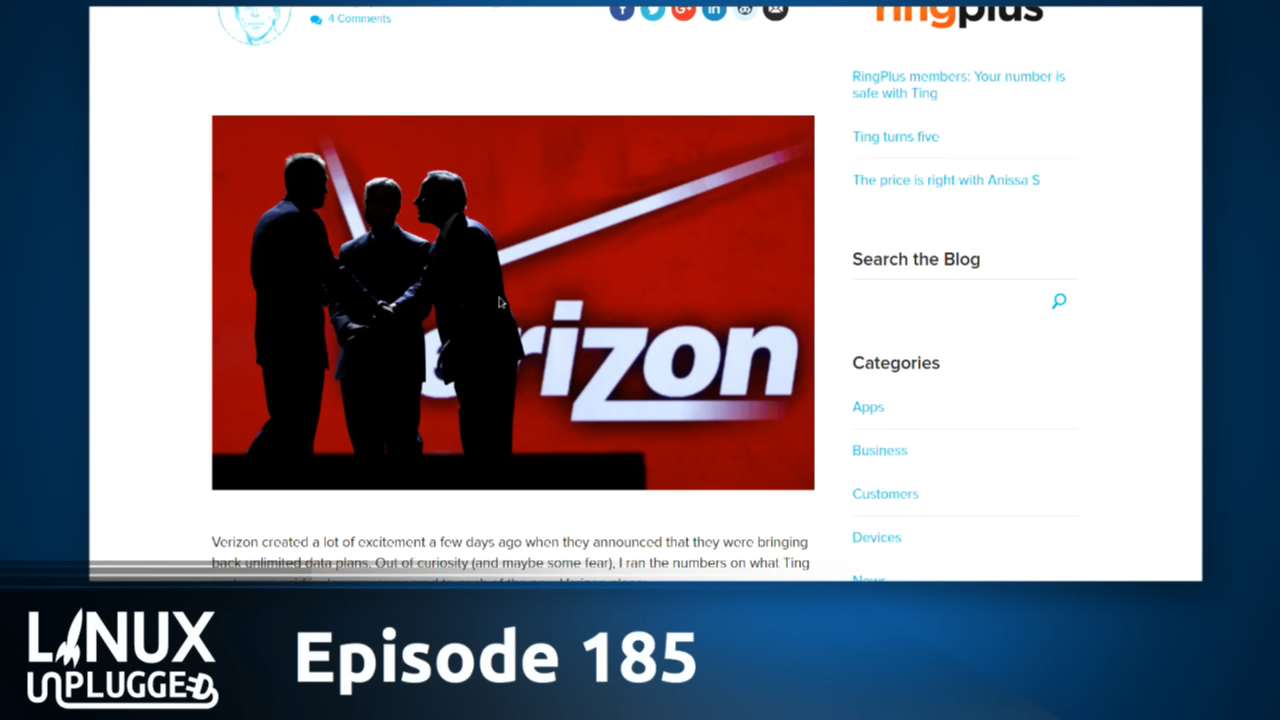 4 Comments
ringplus
RingPlus members: Your number is
safe with Ting
Ting turns five
The price is right with Anissa S
Search the Blog
Categories
Apps
Business
Customers
Devices
News
verizon
Verizon created a lot of excitement a few days ago when they announced that they were bringing
back unlimited data plans. Out of curiosity (and maybe some fear), I ran the numbers on what Ting
LINUX
UNPLUGGED
Episode 185